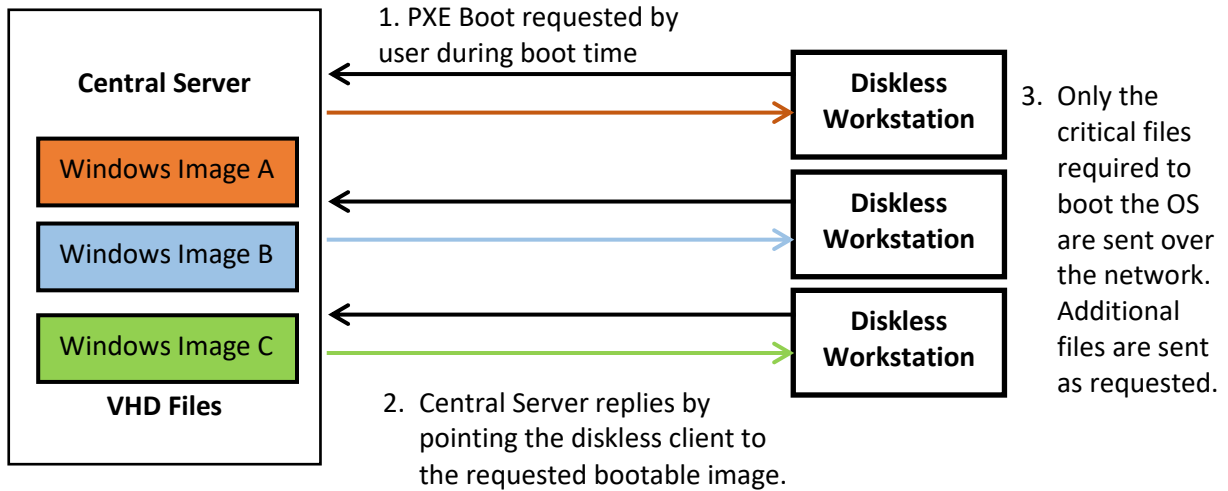 1. PXE Boot requested by
user during boot time
Central Server
Windows Image A
Windows Image B
Windows Image C
VHD Files
Diskless
Workstation
Diskless
Workstation
Diskless
Workstation
3. Only the
critical files
required to
boot the OS
are sent over
the network.
Additional
files are sent
as requested.
2. Central Server replies by
pointing the diskless client to
the requested bootable image.